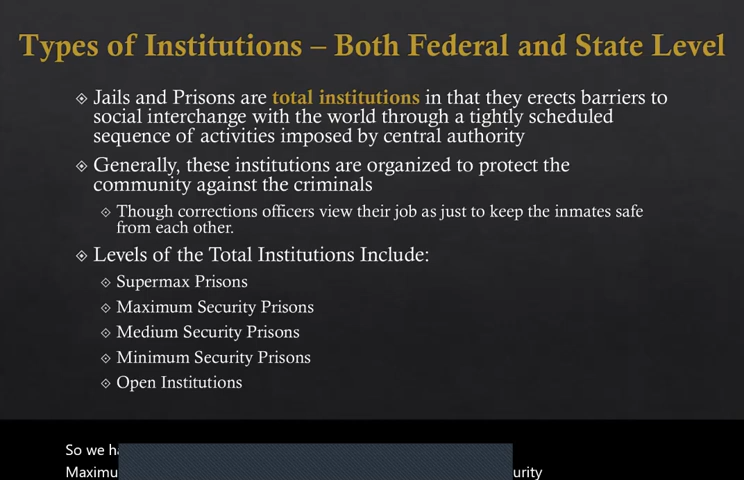 Types of Institutions – Both Federal and State Level
Jails and Prisons are total institutions in that they erects barriers to
social interchange with the world through a tightly scheduled
sequence of activities imposed by central authority
Generally, these institutions are organized to protect the
community against the criminals
Though corrections officers view their job as just to keep the inmates safe
from each other.
Levels of the Total Institutions Include:
Supermax Prisons
Maximum Security Prisons
Medium Security Prisons
Minimum Security Prisons
Open Institutions
So we